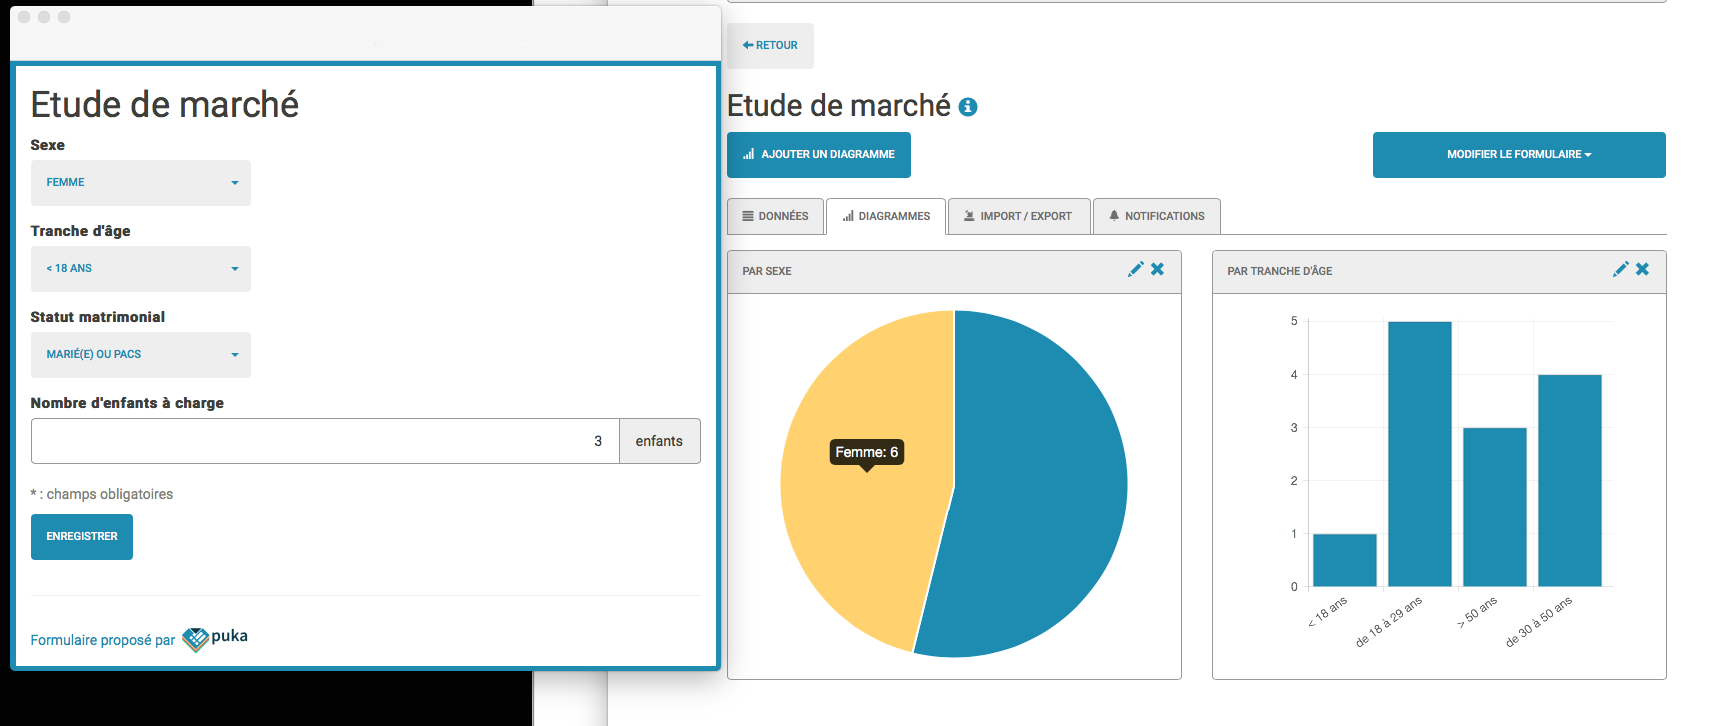 Etude de marché
Sexe
FEMME
Tranche d'âge
< 18 ANS
Statut matrimonial
MARIÉ(E) OU PACS
Nombre d'enfants à charge
3 enfants
* : champs obligatoires
ENREGISTRER
Formulaire proposé par puka
RETOUR
Etude de marché
AJOUTER UN DIAGRAMME MODIFIER LE FORMULAIRE
DONNÉES DIAGRAMMES IMPORT / EXPORT NOTIFICATIONS
PAR SEXE
Femme: 6
PAR TRANCHE D'ÂGE
5
4
3
2
1
0
< 18 ans de 18 à 29 ans > 50 ans de 30 à 50 ans